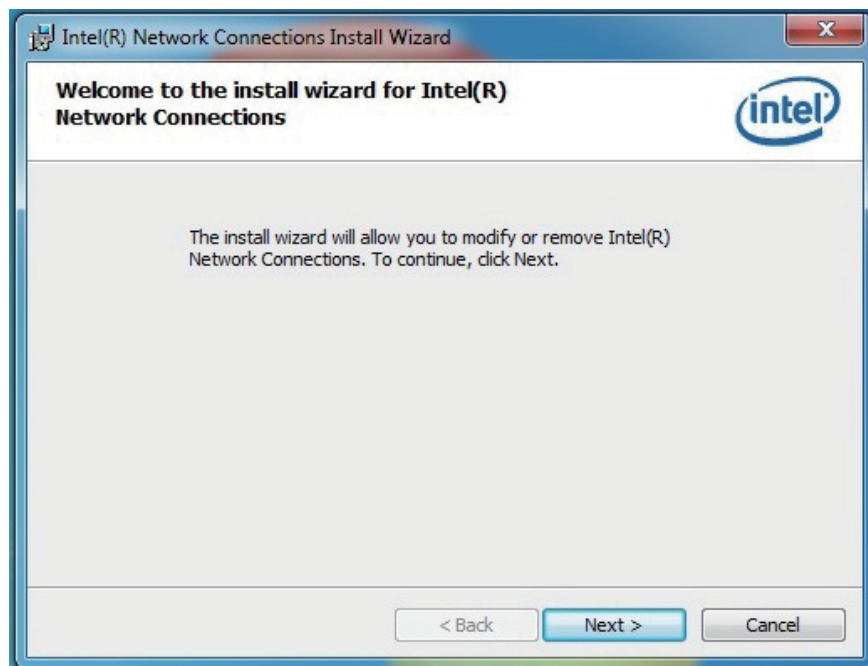 Intel(R) Network Connections Install Wizard
Welcome to the install wizard for Intel(R)
Network Connections
intel
The install wizard will allow you to modify or remove Intel(R)
Network Connections. To continue, click Next.
< Back
Next >
Cancel